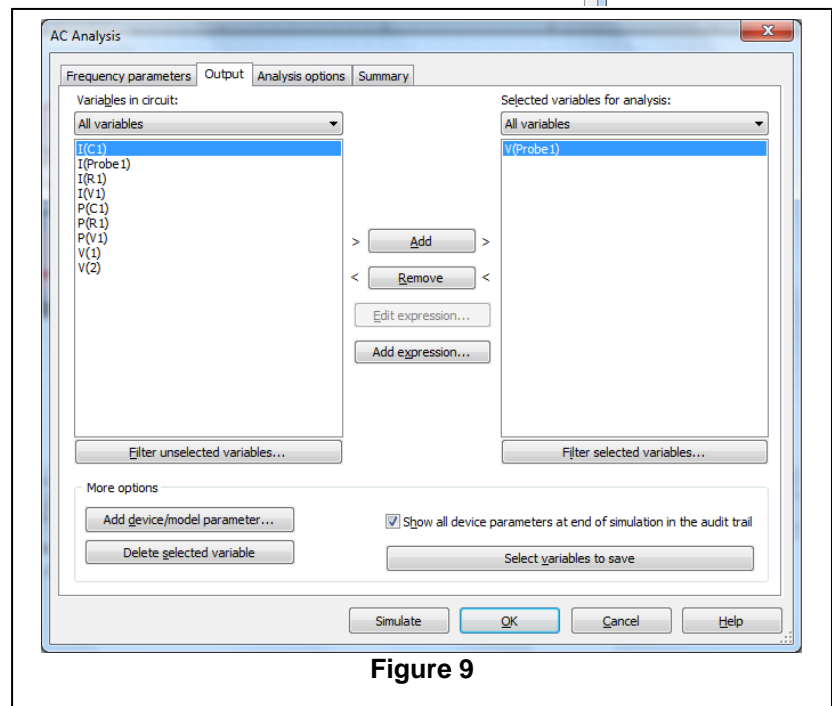 AC Analysis
Frequency parameters Output Analysis options Summary
Variables in circuit:
All variables
I(C1)
I(Probe1)
I(R1)
I(V1)
P(C1)
P(R1)
P(V1)
V(1)
V(2)
Filter unselected variables...
> Add >
< Remove <
Edit expression...
Add expression...
Selected variables for analysis:
All variables
V(Probe1)
Filter selected variables...
More options
Add device/model parameter...
Delete selected variable
Show all device parameters at end of simulation in the audit trail
Select variables to save
Simulate OK Cancel Help
Figure 9